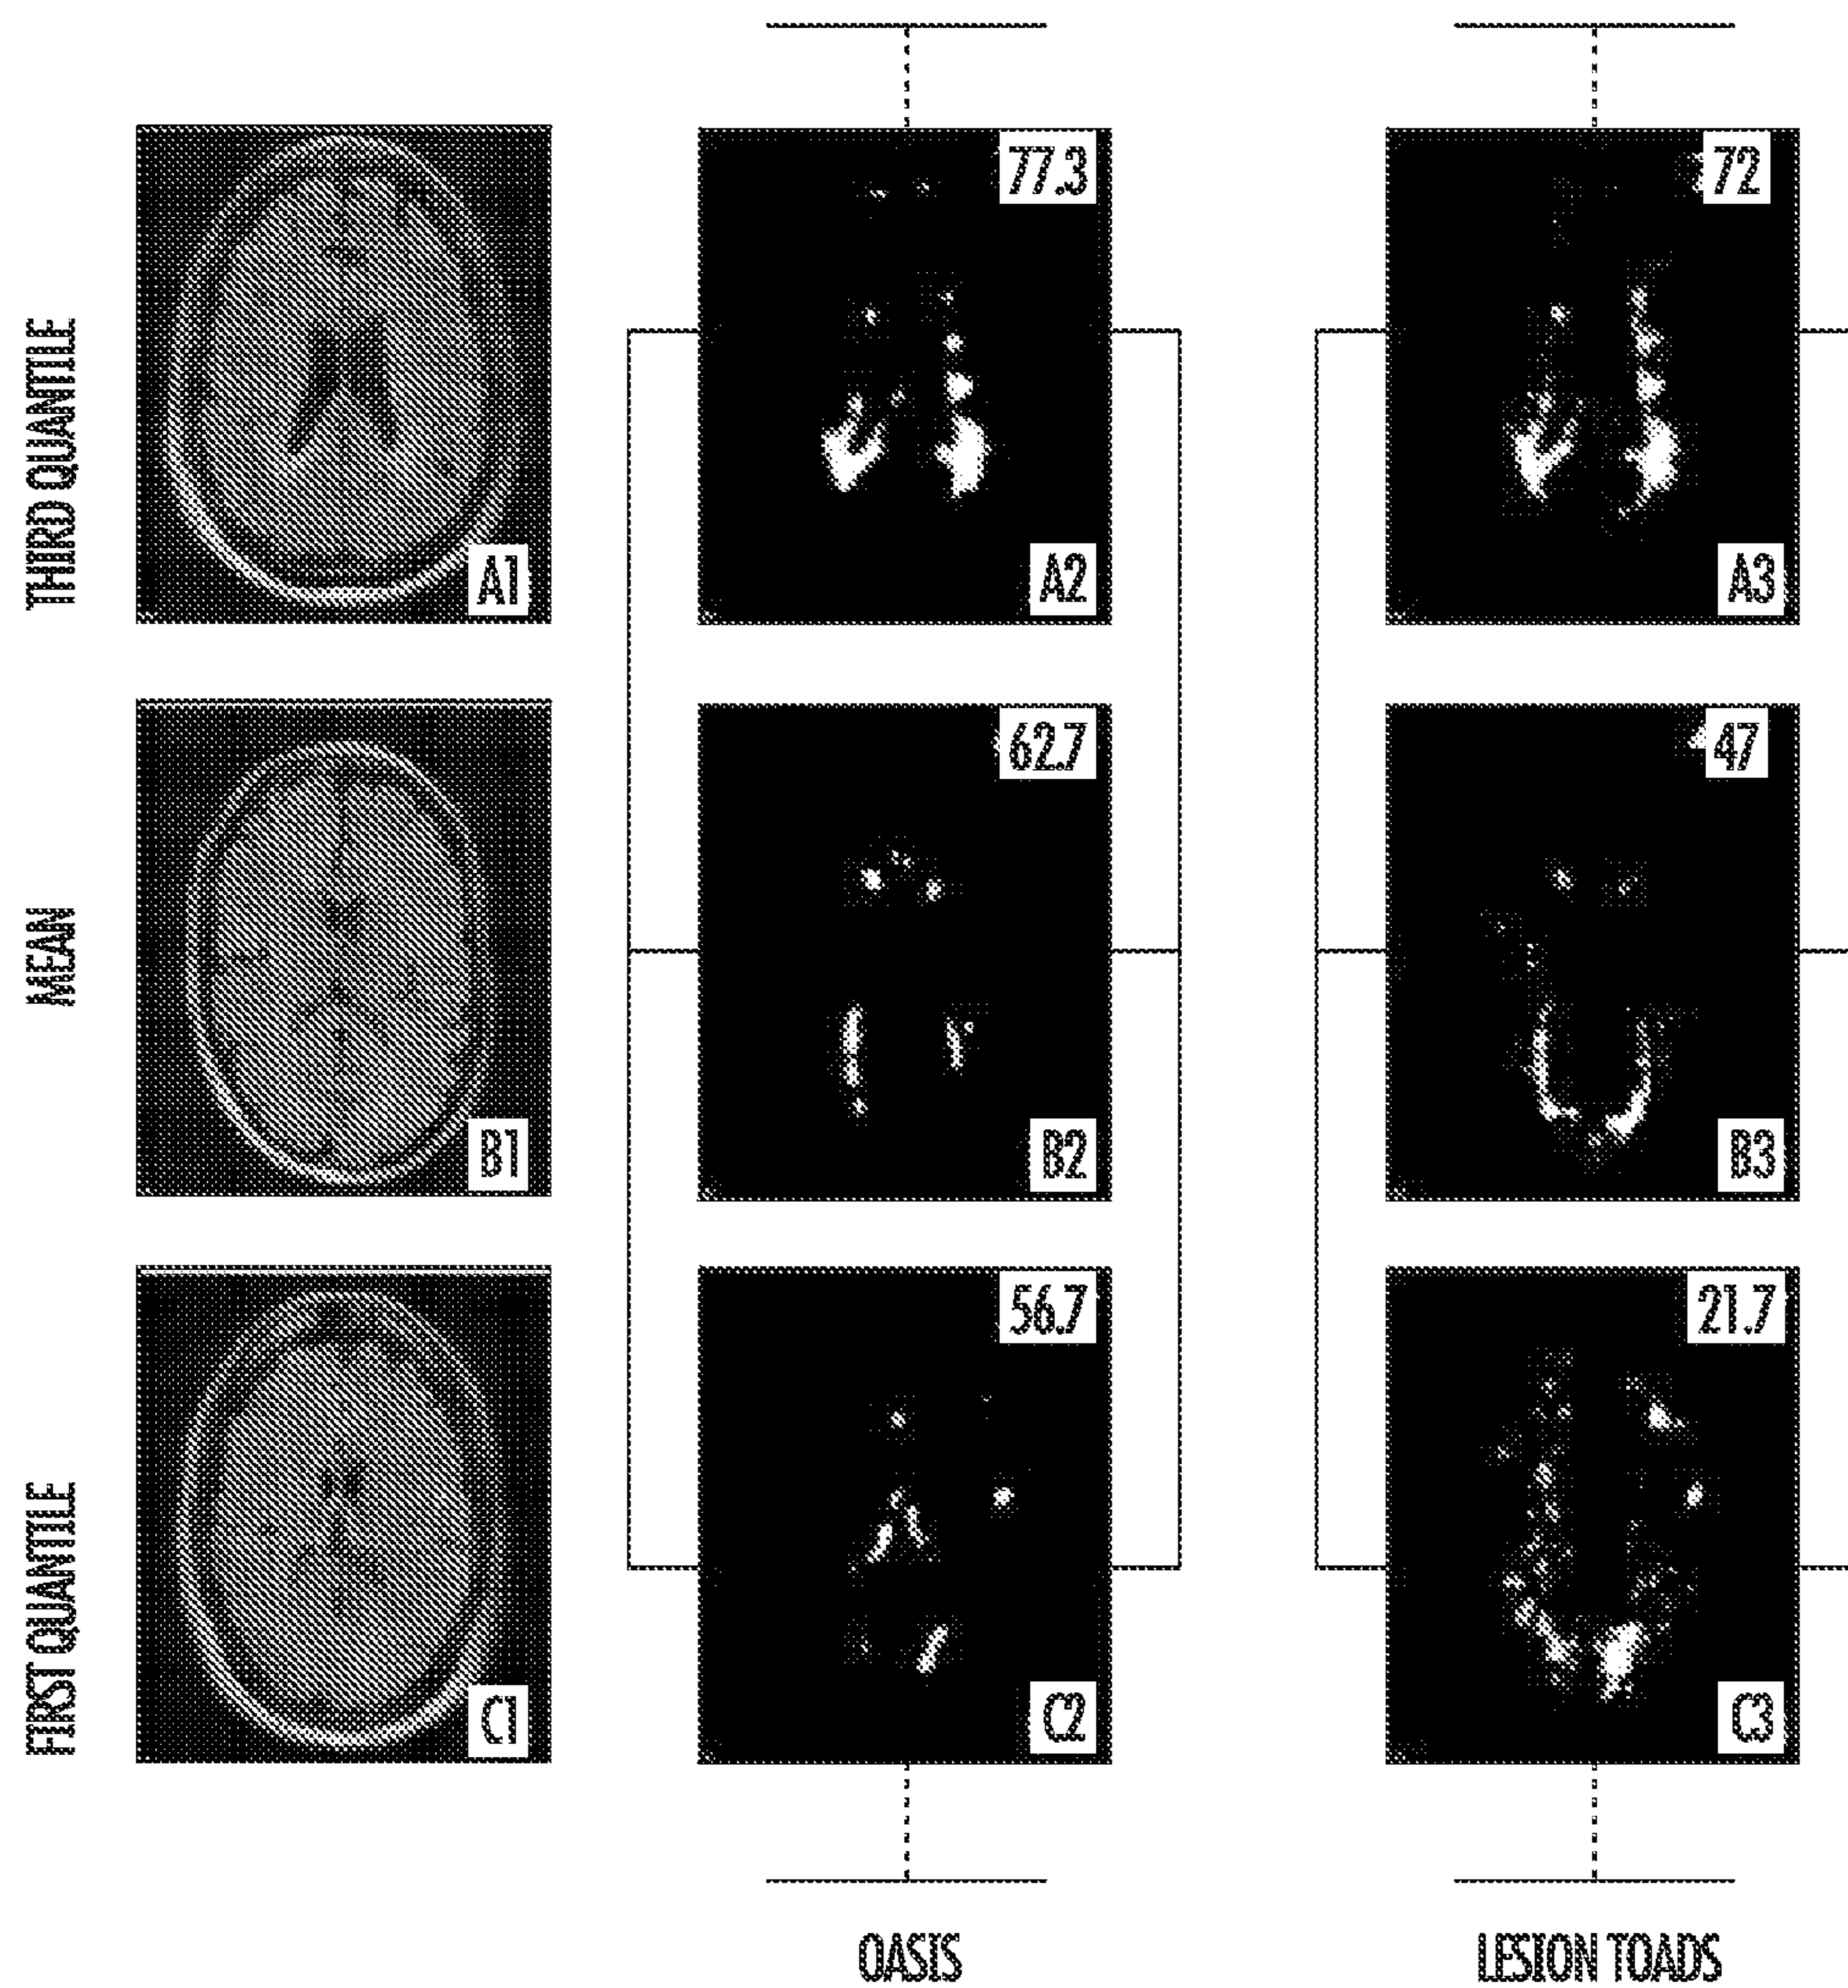 THIRD QUANTILE
A1
77.3
A2
72
A3
MEAN
B1
62.7
B2
47
B3
FIRST QUANTILE
C1
56.7
C2
21.7
C3
OASIS
LESION TOADS